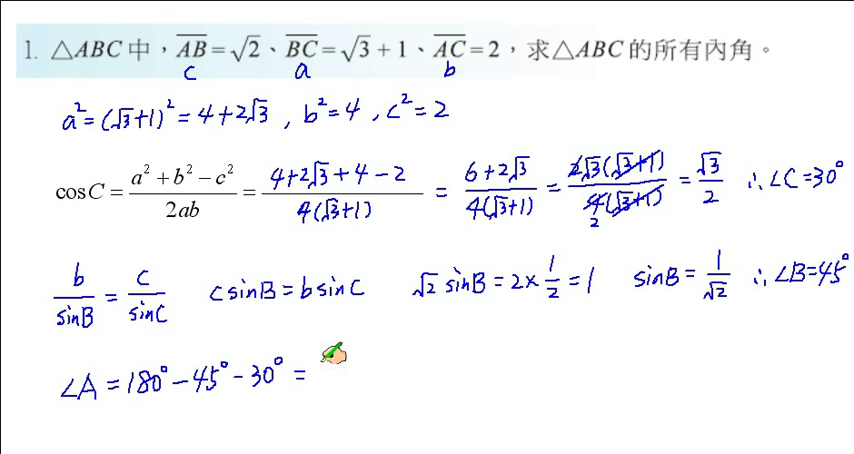 1. △ABC 中，AB̅=√2、BC̅=√3+1、AC̅=2，求△ABC 的所有內角。
c a b
a²=(√3+1)²=4+2√3 , b²=4 , c²=2
cos C = (a²+b²−c²)/(2ab) = (4+2√3+4−2)/(4(√3+1)) = (6+2√3)/(4(√3+1)) = (2√3(√3+1))/(4(√3+1)) 2 = √3/2 ∴∠C=30°
b/sinB = c/sinC c sinB = b sinC √2 sinB = 2×1/2 = 1 sinB = 1/√2 ∴∠B=45°
∠A = 180°−45°−30° =